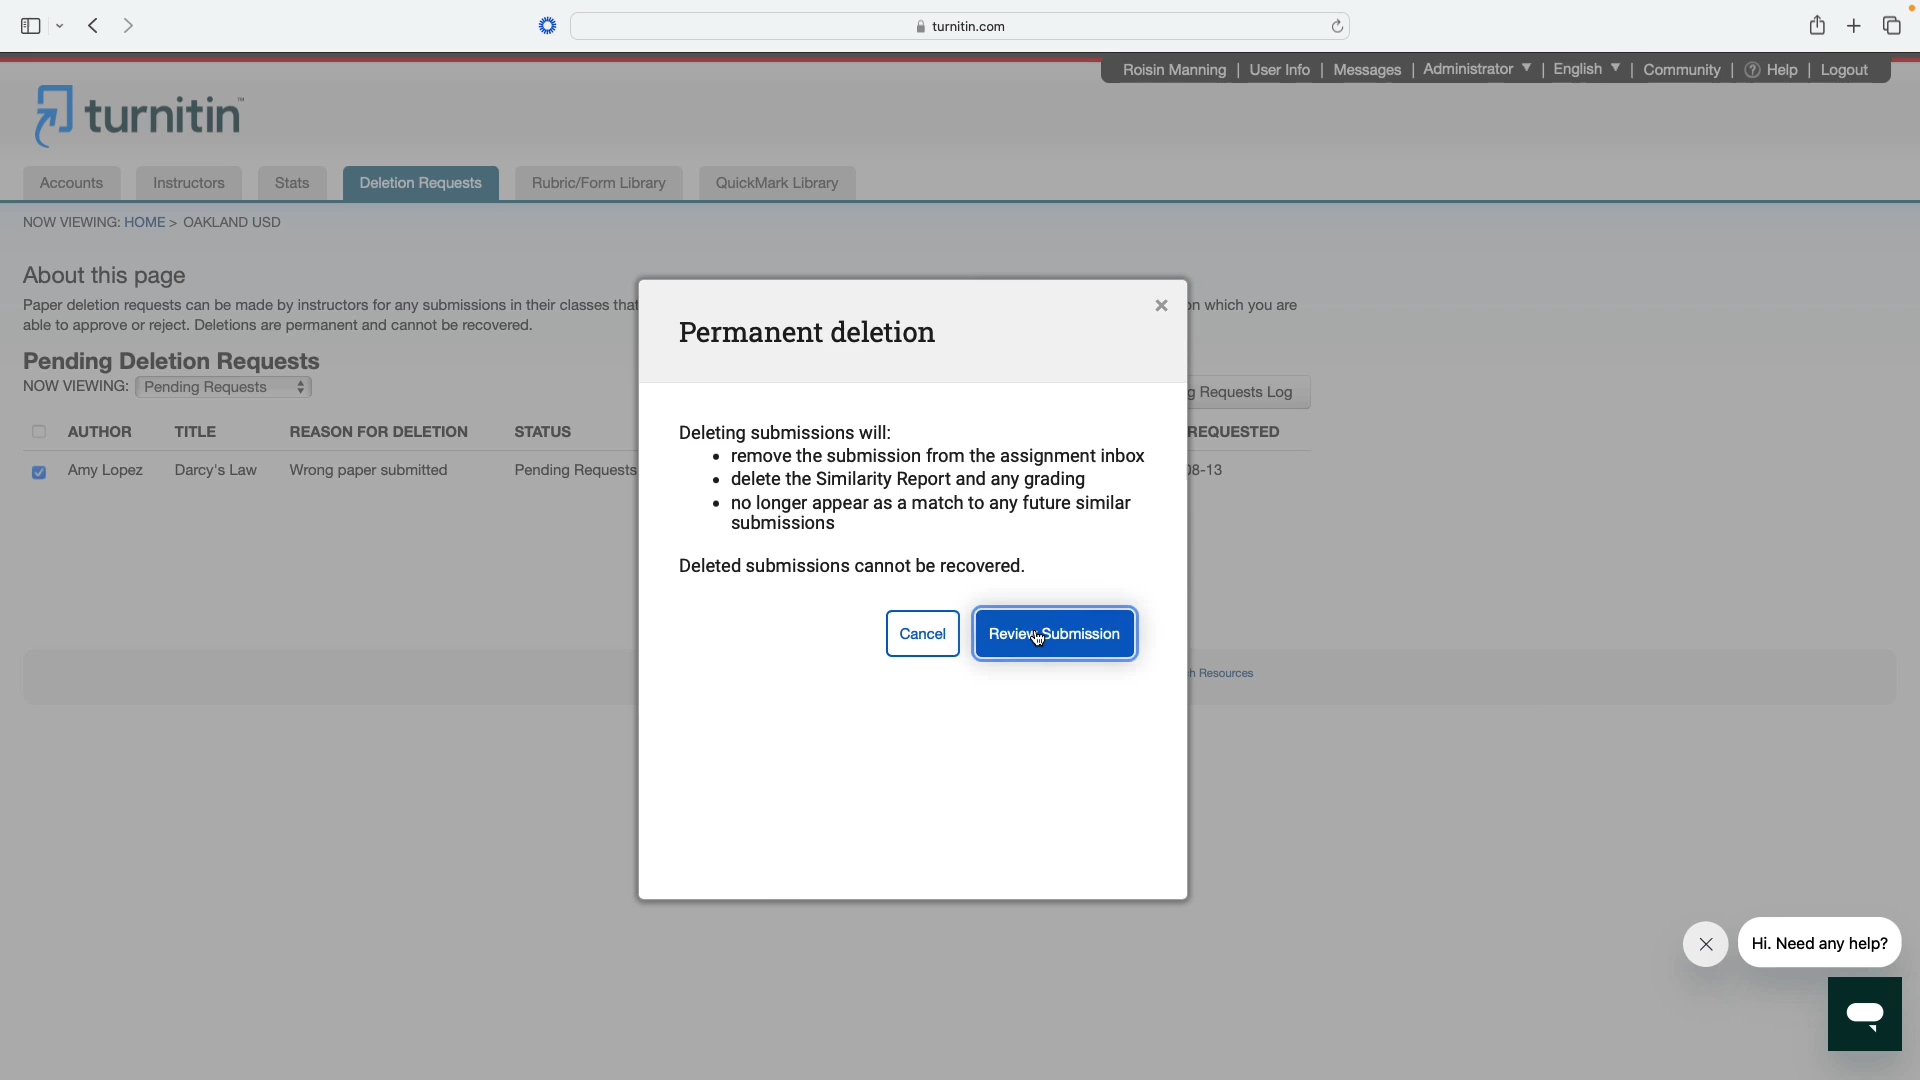 turnitin.com
Roisin Manning | User Info | Messages | Administrator ▼ | English ▼ | Community | ? Help | Logout
turnitin™
Accounts
Instructors
Stats
Deletion Requests
Rubric/Form Library
QuickMark Library
NOW VIEWING: HOME > OAKLAND USD
About this page
Paper deletion requests can be made by instructors for any submissions in their classes that
on which you are
able to approve or reject. Deletions are permanent and cannot be recovered.
Pending Deletion Requests
NOW VIEWING: Pending Requests
g Requests Log
AUTHOR TITLE REASON FOR DELETION STATUS
REQUESTED
Amy Lopez Darcy's Law Wrong paper submitted Pending Requests
08-13
Permanent deletion
Deleting submissions will:
• remove the submission from the assignment inbox
• delete the Similarity Report and any grading
• no longer appear as a match to any future similar
submissions
Deleted submissions cannot be recovered.
Cancel
Review Submission
h Resources
Hi. Need any help?